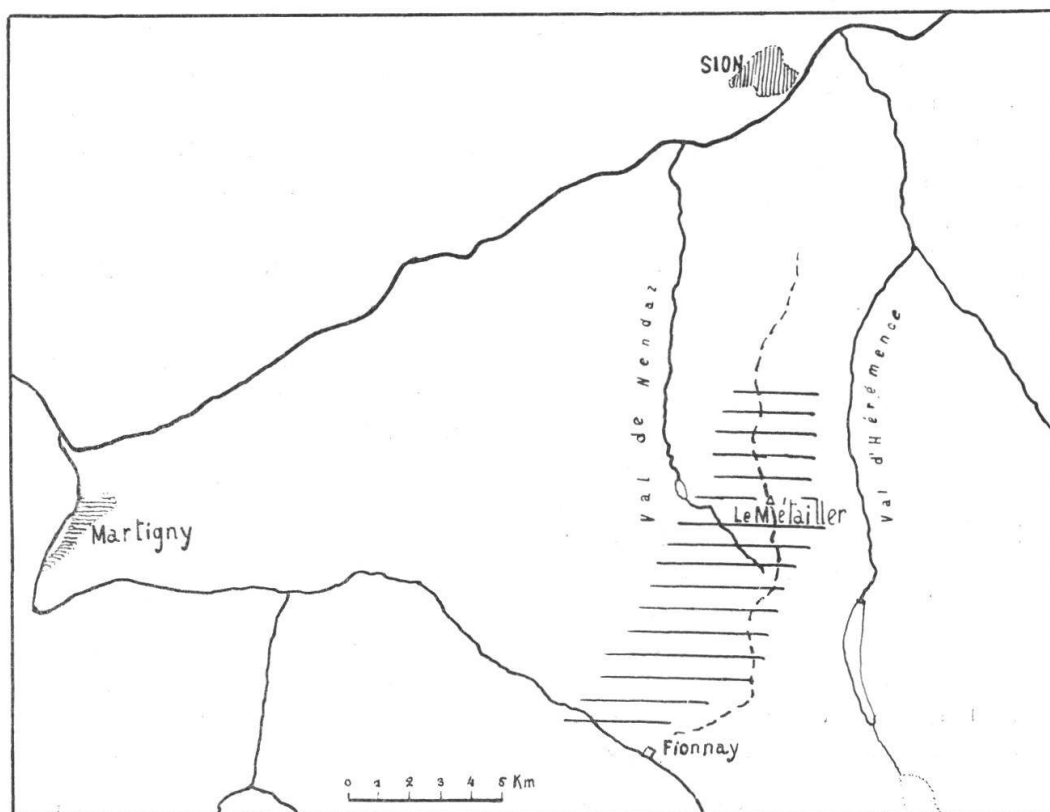 SION
Val de Nendaz
Val d'Hérémence
Le Métailler
Martigny
Fionnay
0 1 2 3 4 5 Km